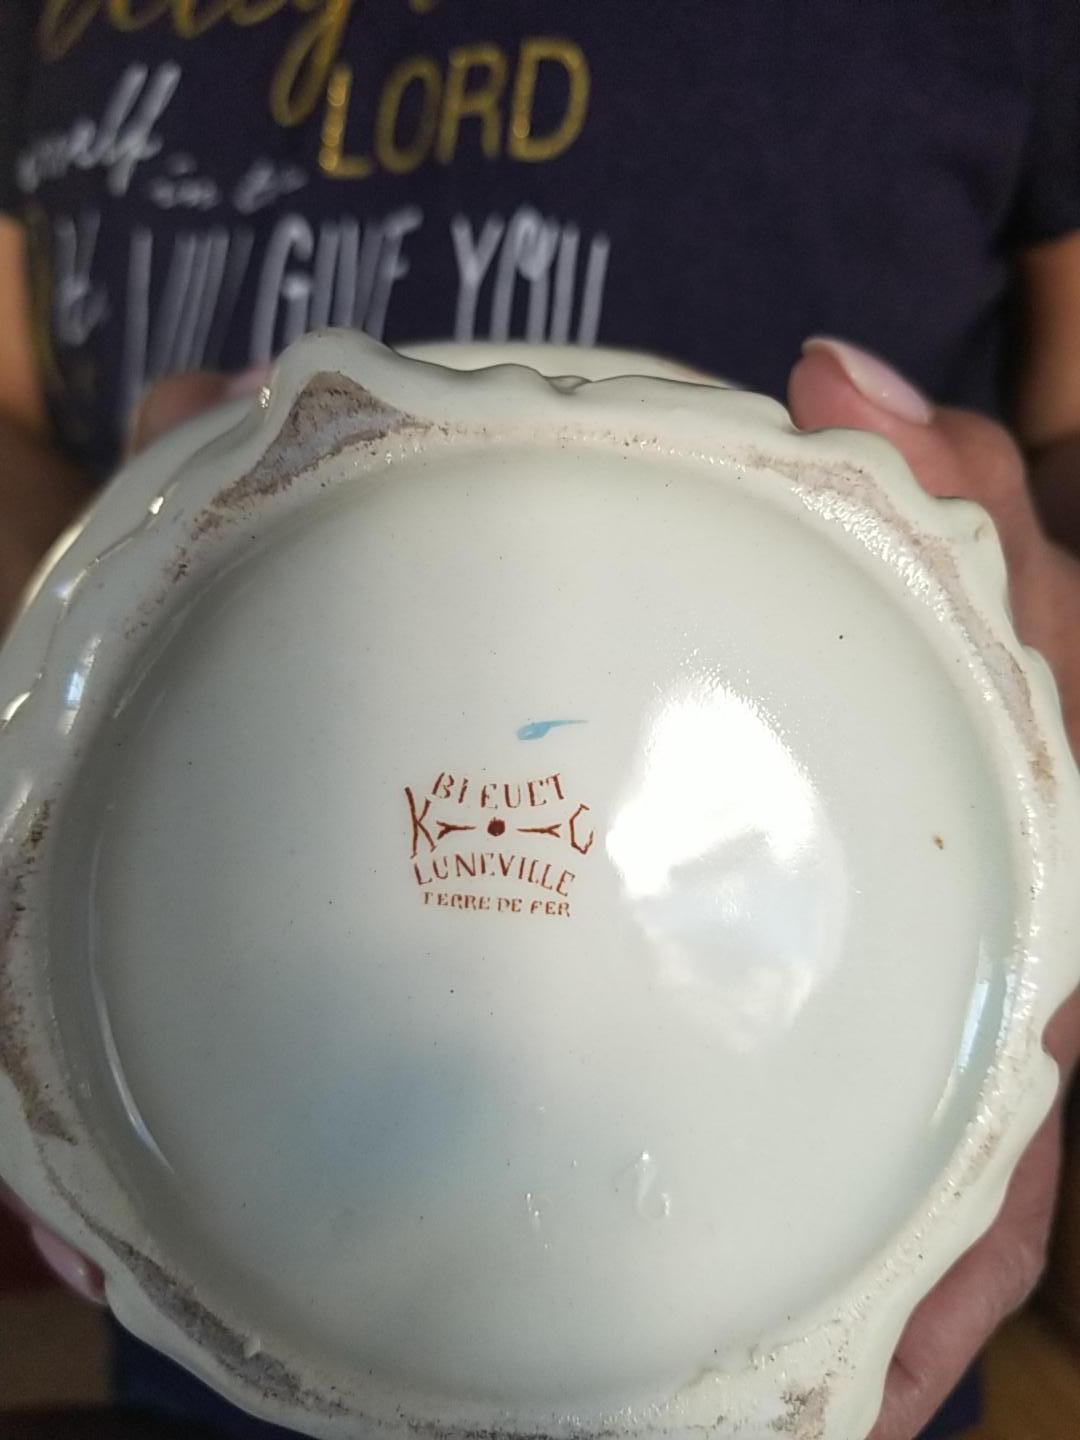 LORD
GIVE YOU
BLEUET
K C
LUNEVILLE
TERRE DE FER